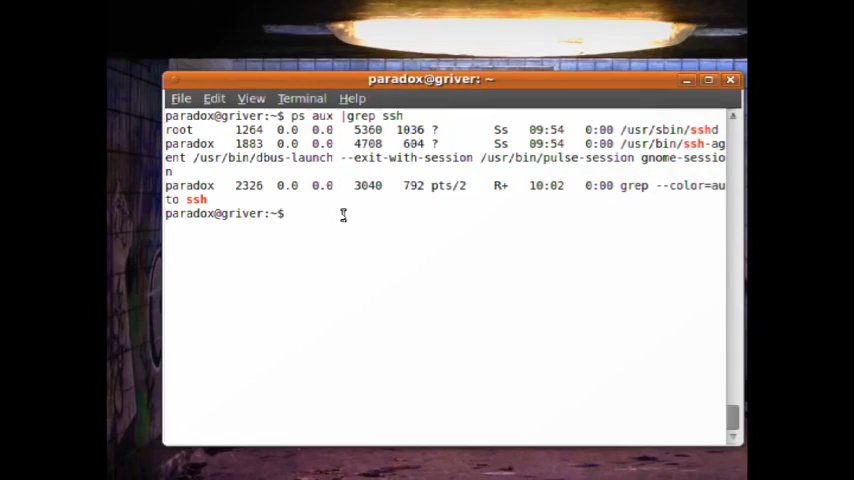 paradox@griver: ~
File Edit View Terminal Help
paradox@griver:~$ ps aux |grep ssh
root 1264 0.0 0.0 5360 1036 ? Ss 09:54 0:00 /usr/sbin/sshd
paradox 1883 0.0 0.0 4708 604 ? Ss 09:54 0:00 /usr/bin/ssh-ag
ent /usr/bin/dbus-launch --exit-with-session /usr/bin/pulse-session gnome-sessio
n
paradox 2326 0.0 0.0 3040 792 pts/2 R+ 10:02 0:00 grep --color=au
to ssh
paradox@griver:~$